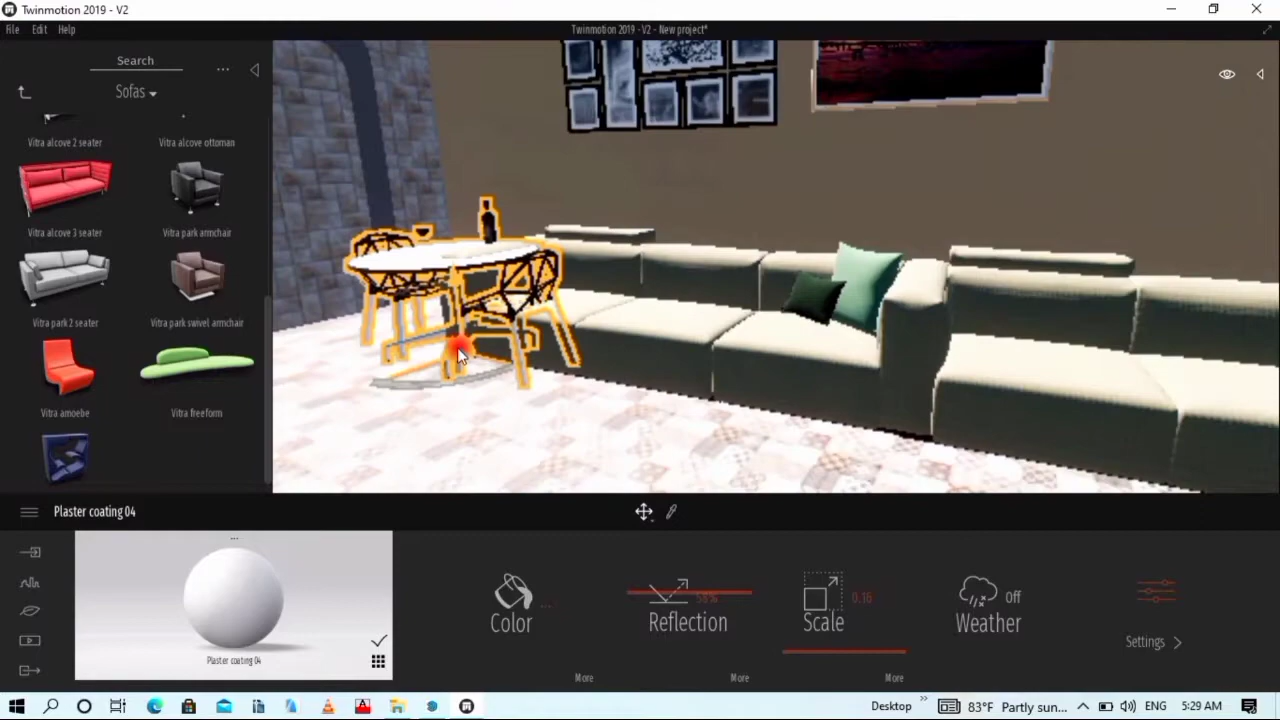 Twinmotion 2019 - V2
File Edit Help
Twinmotion 2019 - V2 - New project*
Search
...
Sofas
Vitra alcove 2 seater
Vitra alcove ottoman
Vitra alcove 3 seater
Vitra park armchair
Vitra park 2 seater
Vitra park swivel armchair
Vitra amoebe
Vitra freeform
Plaster coating 04
...
Plaster coating 04
Color ...
Reflection 58%
Scale 0.16
Weather Off
Settings
More
More
More
Desktop
83°F Partly sun...
ENG
5:29 AM